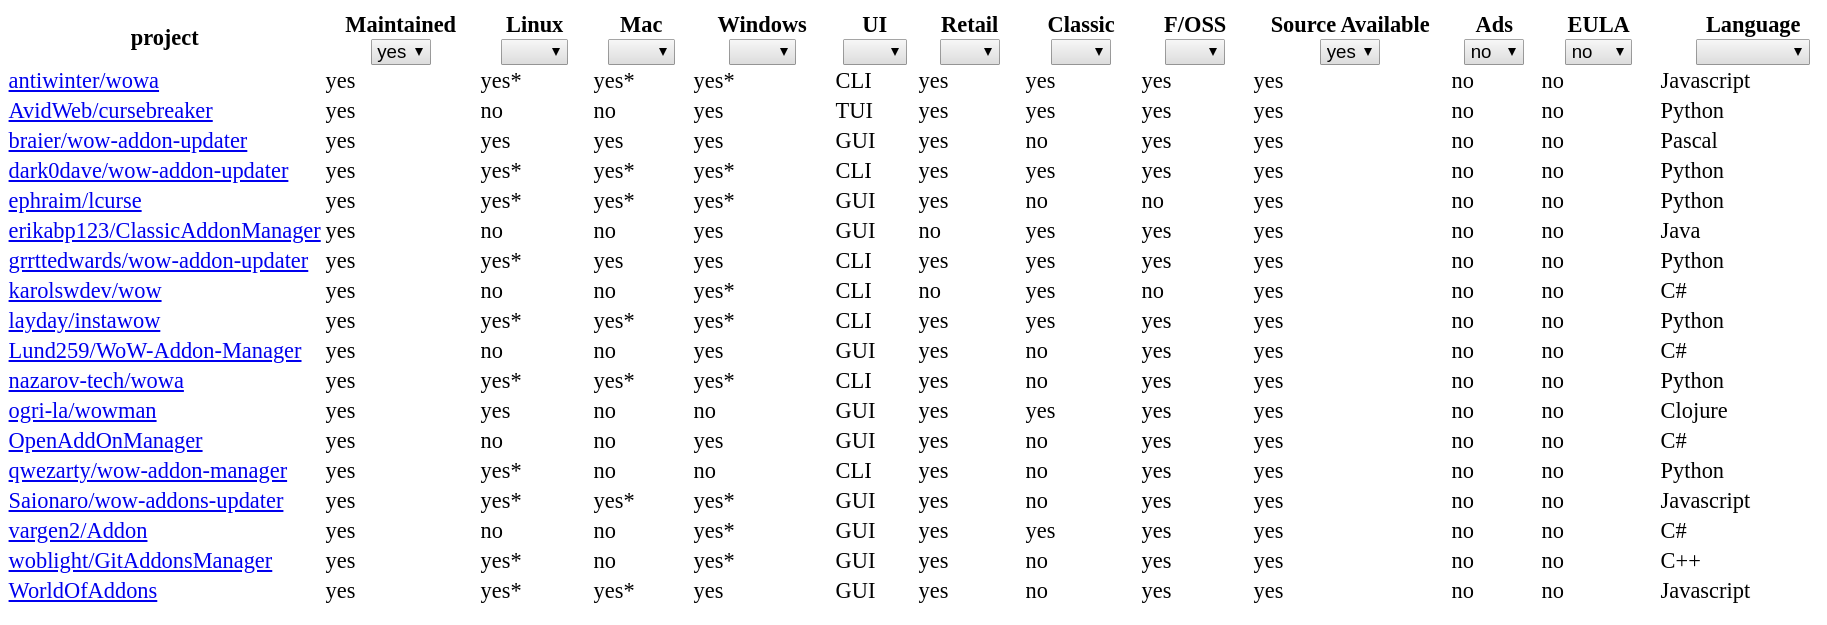 project Maintained Linux Mac Windows UI Retail Classic F/OSS Source Available Ads EULA Language
yes yes no no
antiwinter/wowa yes yes* yes* yes* CLI yes yes yes yes no no Javascript
AvidWeb/cursebreaker yes no no yes TUI yes yes yes yes no no Python
braier/wow-addon-updater yes yes yes yes GUI yes no yes yes no no Pascal
dark0dave/wow-addon-updater yes yes* yes* yes* CLI yes yes yes yes no no Python
ephraim/lcurse yes yes* yes* yes* GUI yes no no yes no no Python
erikabp123/ClassicAddonManager yes no no yes GUI no yes yes yes no no Java
grrttedwards/wow-addon-updater yes yes* yes yes CLI yes yes yes yes no no Python
karolswdev/wow yes no no yes* CLI no yes no yes no no C#
layday/instawow yes yes* yes* yes* CLI yes yes yes yes no no Python
Lund259/WoW-Addon-Manager yes no no yes GUI yes no yes yes no no C#
nazarov-tech/wowa yes yes* yes* yes* CLI yes no yes yes no no Python
ogri-la/wowman yes yes no no GUI yes yes yes yes no no Clojure
OpenAddOnManager yes no no yes GUI yes no yes yes no no C#
qwezarty/wow-addon-manager yes yes* no no CLI yes no yes yes no no Python
Saionaro/wow-addons-updater yes yes* yes* yes* GUI yes no yes yes no no Javascript
vargen2/Addon yes no no yes* GUI yes yes yes yes no no C#
woblight/GitAddonsManager yes yes* no yes* GUI yes no yes yes no no C++
WorldOfAddons yes yes* yes* yes GUI yes no yes yes no no Javascript